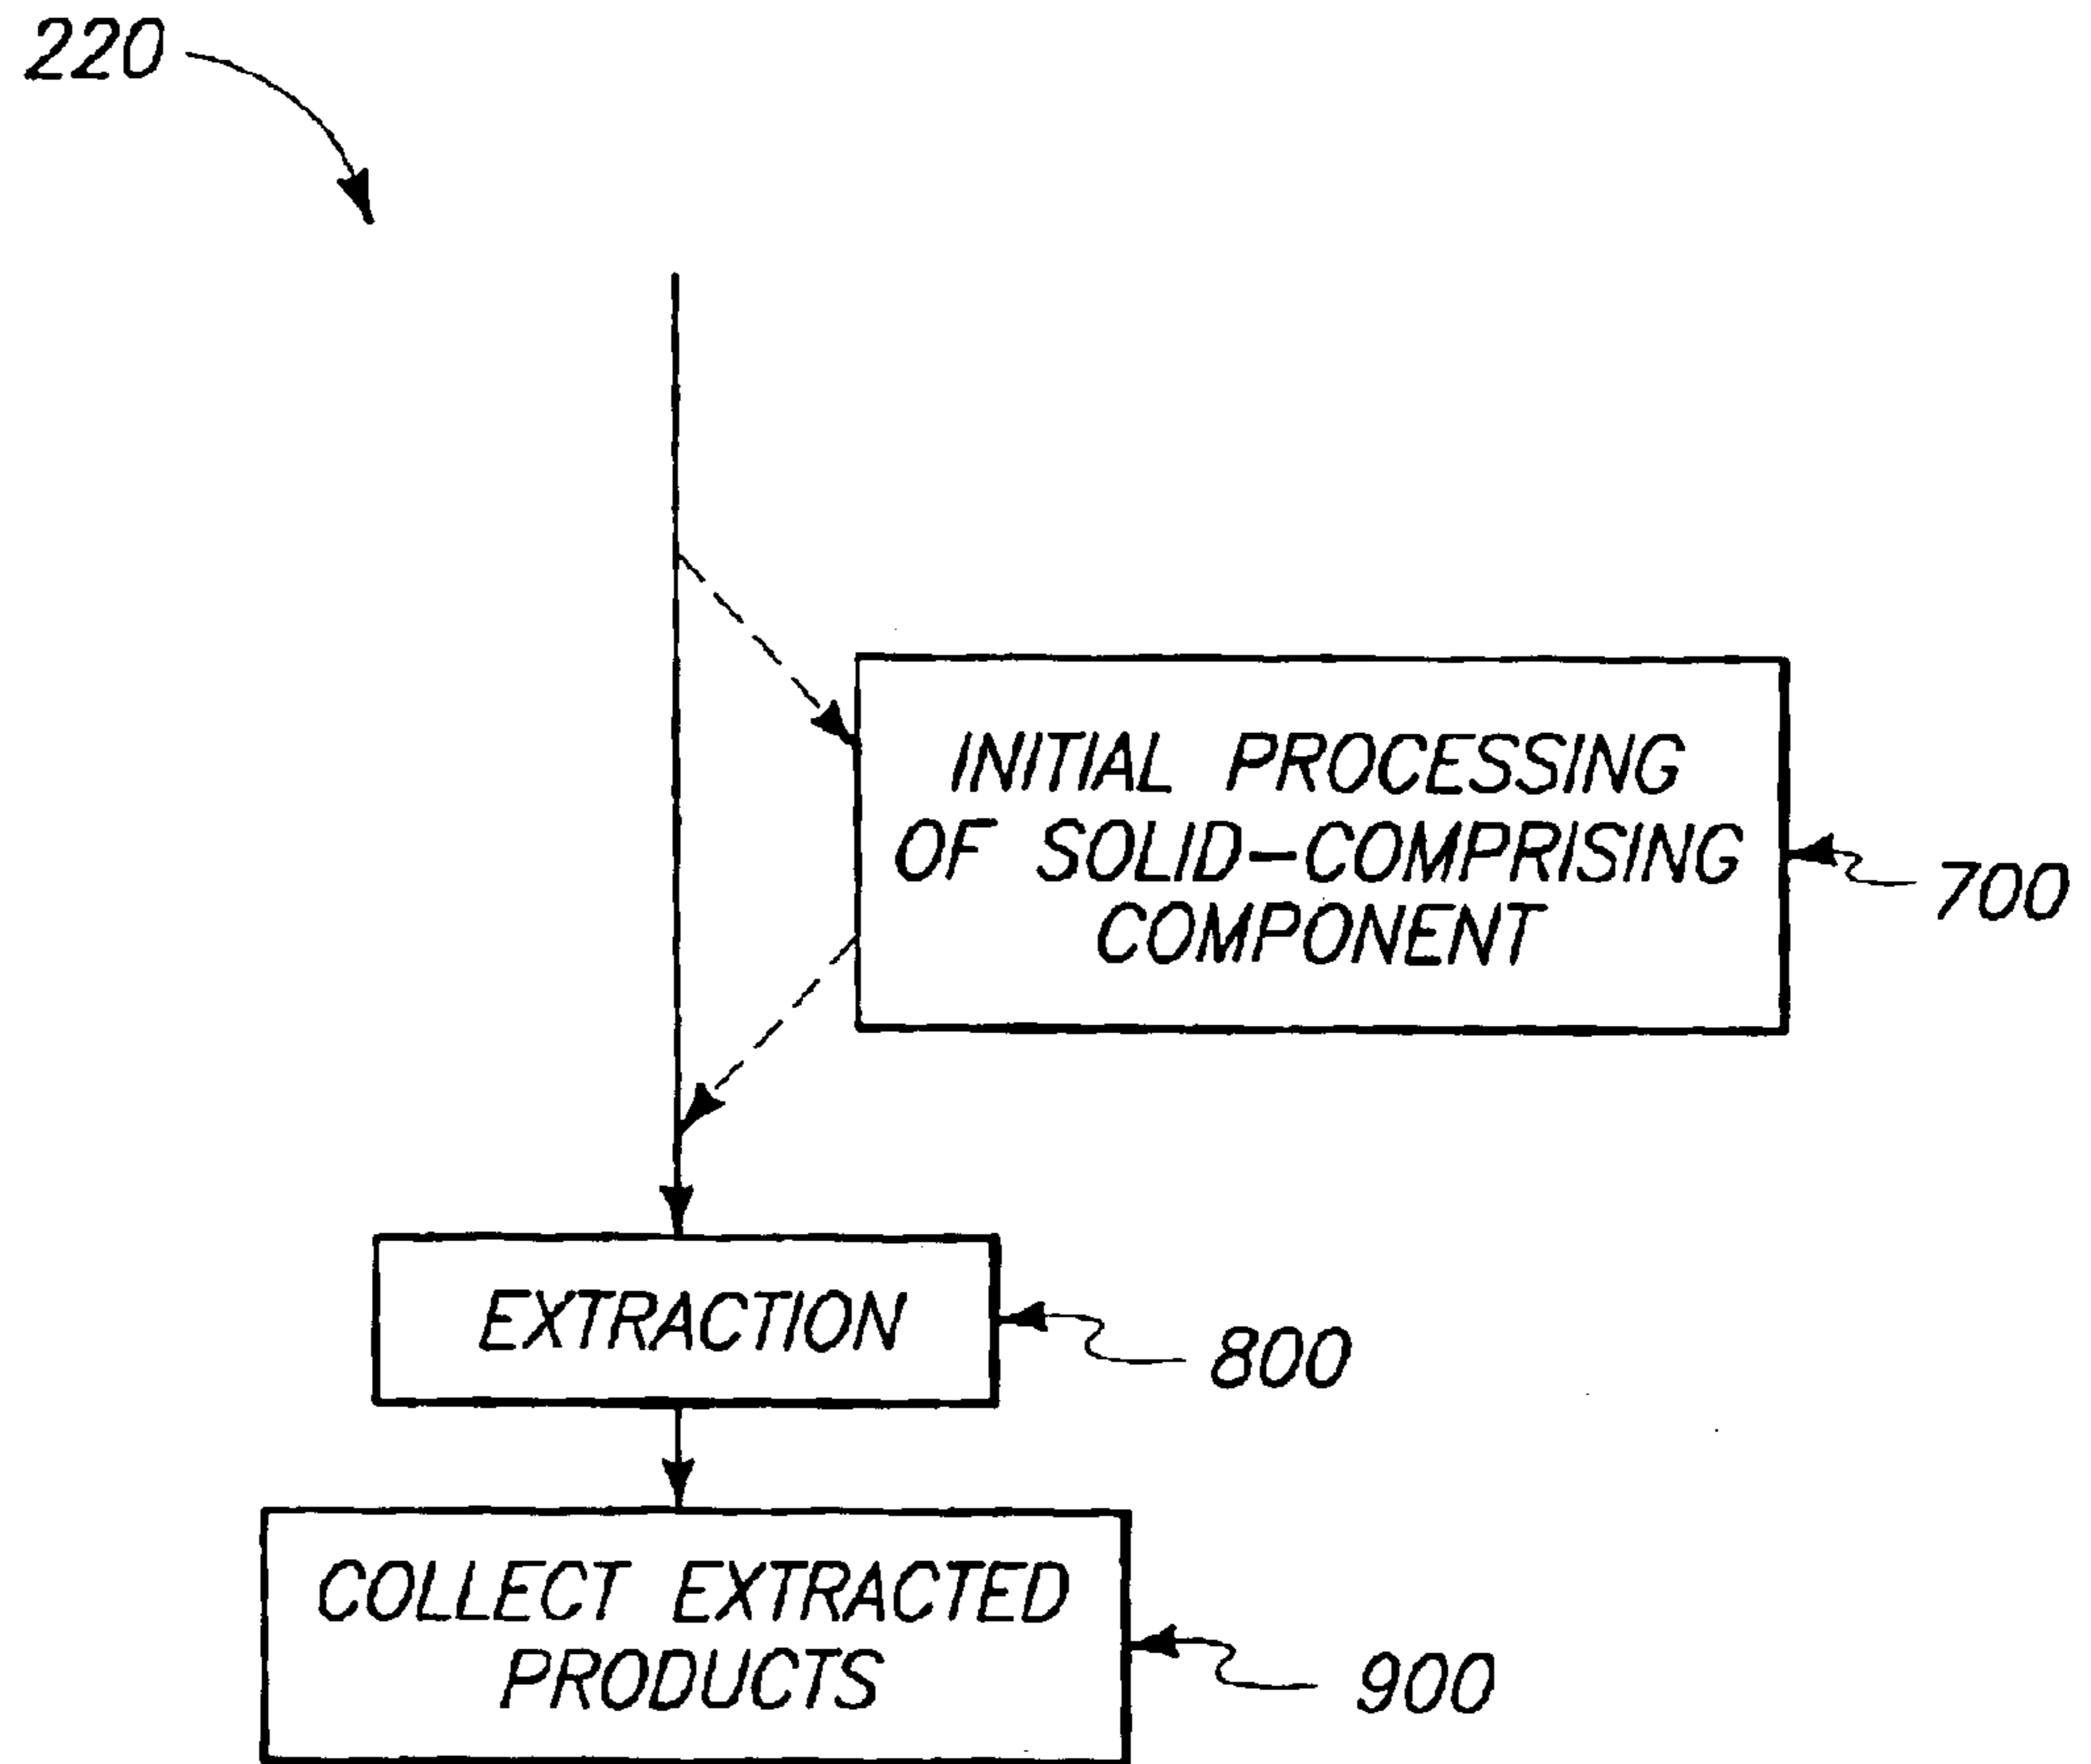 220
INITIAL PROCESSING
OF SOLID-COMPRISING
COMPONENT
700
EXTRACTION
800
COLLECT EXTRACTED
PRODUCTS
900